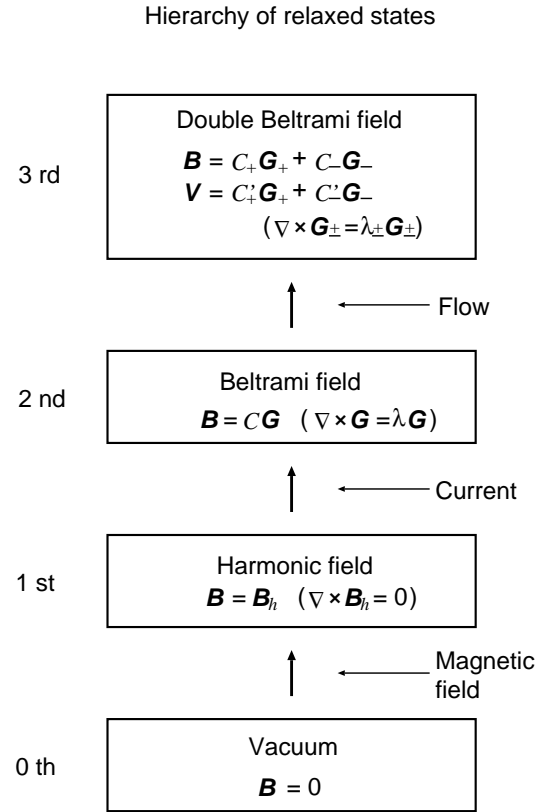 Hierarchy of relaxed states
Double Beltrami field
B = C₊G₊ + C₋G₋
3 rd
V = C'₊G₊ + C'₋G₋
(∇ × G± = λ±G±)
Flow
Beltrami field
2 nd
B = CG (∇ × G = λG)
Current
Harmonic field
1 st
B = Bₕ (∇ × Bₕ = 0)
Magnetic
field
Vacuum
0 th
B = 0